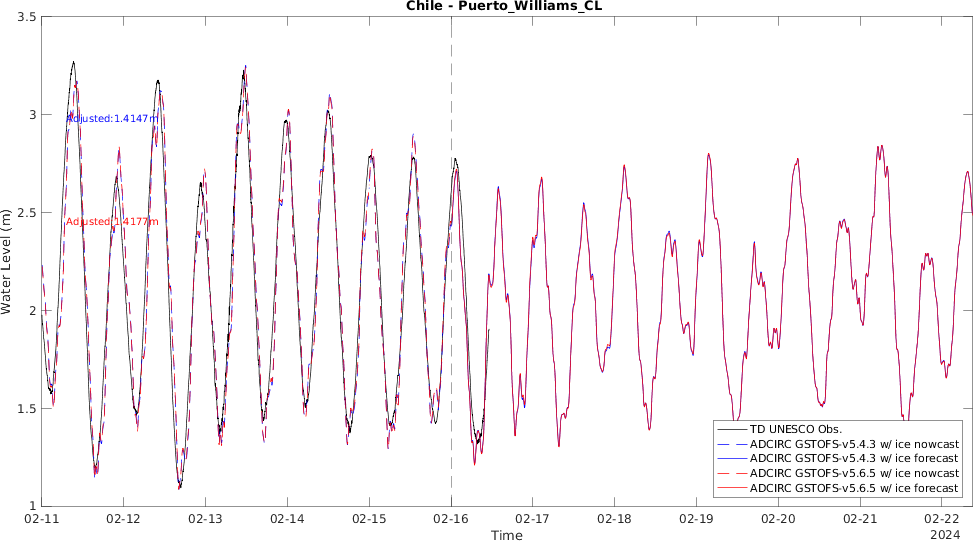 Chile - Puerto_Williams_CL
3.5
3
2.5
2
1.5
1
Water Level (m)
Adjusted:1.4147m
Adjusted:1.4177m
TD UNESCO Obs.
ADCIRC GSTOFS-v5.4.3 w/ ice nowcast
ADCIRC GSTOFS-v5.4.3 w/ ice forecast
ADCIRC GSTOFS-v5.6.5 w/ ice nowcast
ADCIRC GSTOFS-v5.6.5 w/ ice forecast
02-11 02-12 02-13 02-14 02-15 02-16 02-17 02-18 02-19 02-20 02-21 02-22
Time
2024